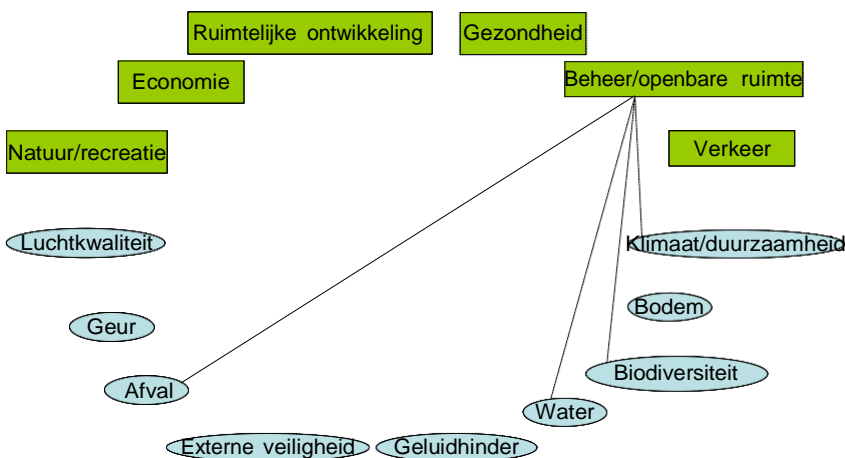 Ruimtelijke ontwikkeling
Gezondheid
Economie
Beheer/openbare ruimte
Natuur/recreatie
Verkeer
Luchtkwaliteit
Klimaat/duurzaamheid
Geur
Bodem
Afval
Biodiversiteit
Water
Externe veiligheid
Geluidhinder